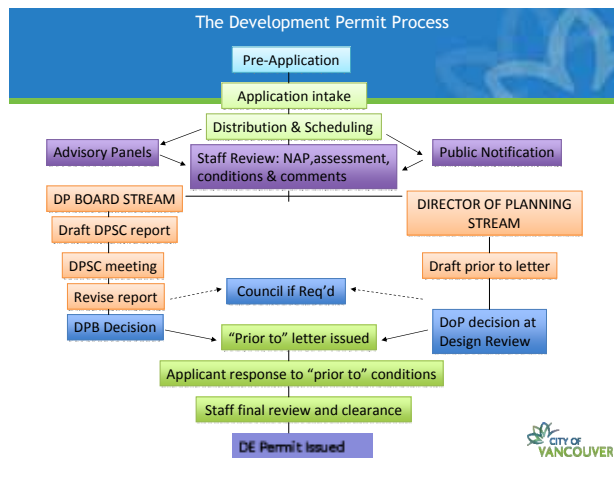 The Development Permit Process
Pre-Application
Application intake
Distribution & Scheduling
Advisory Panels
Staff Review: NAP,assessment,
conditions & comments
Public Notification
DP BOARD STREAM
DIRECTOR OF PLANNING
STREAM
Draft DPSC report
DPSC meeting
Draft prior to letter
Revise report
Council if Req'd
DPB Decision
DoP decision at
Design Review
“Prior to” letter issued
Applicant response to “prior to” conditions
Staff final review and clearance
DE Permit Issued
CITY OF
VANCOUVER